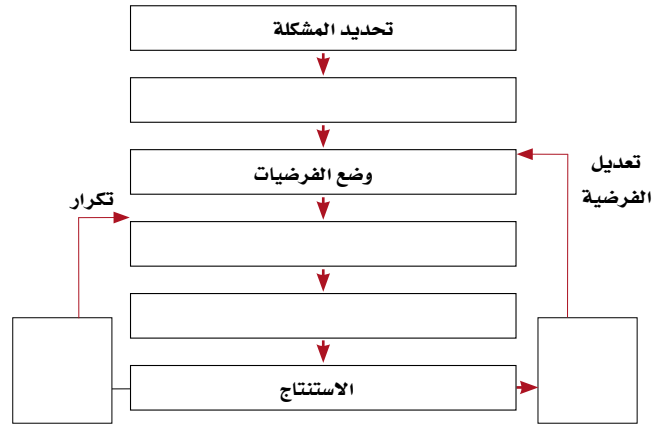 تحديد المشكلة
وضع الفرضيات
تعديل
الفرضية
تكرار
الاستنتاج